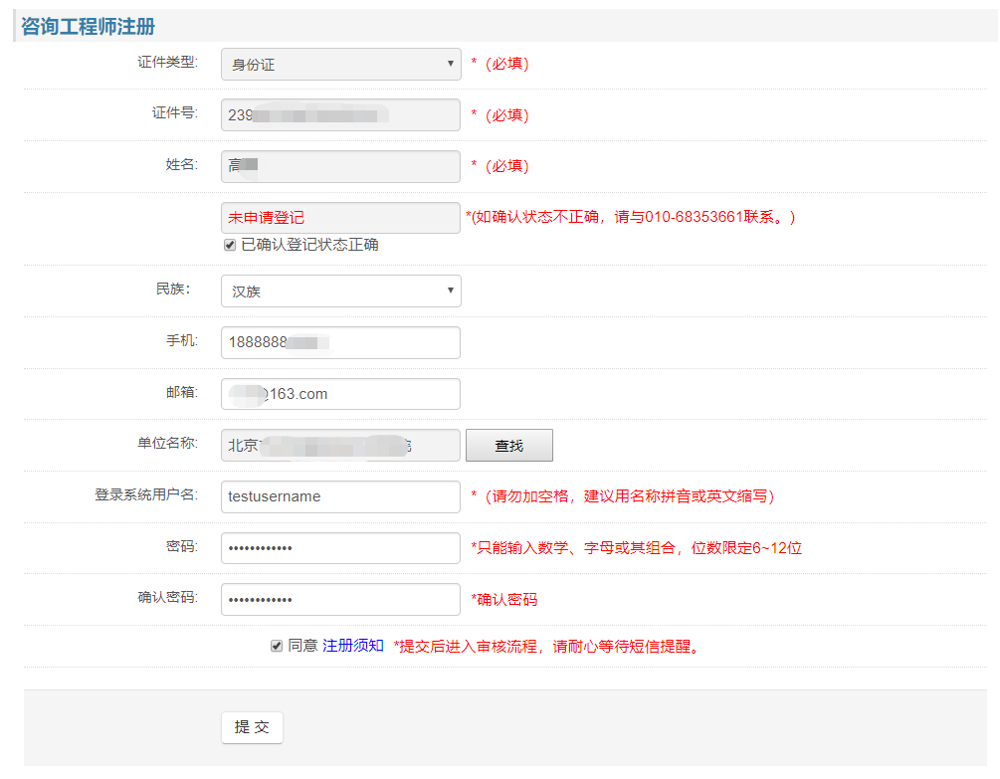 咨询工程师注册
证件类型: 身份证 * (必填)
证件号: 239 * (必填)
姓名: 高 * (必填)
未申请登记 *(如确认状态不正确，请与010-68353661联系。)
已确认登记状态正确
民族: 汉族
手机: 1888888
邮箱: @163.com
单位名称: 北京 查找
登录系统用户名: testusername * (请勿加空格，建议用名称拼音或英文缩写)
密码: •••••••••••• *只能输入数学、字母或其组合，位数限定6~12位
确认密码: •••••••••••• *确认密码
同意 注册须知 *提交后进入审核流程，请耐心等待短信提醒。
提 交